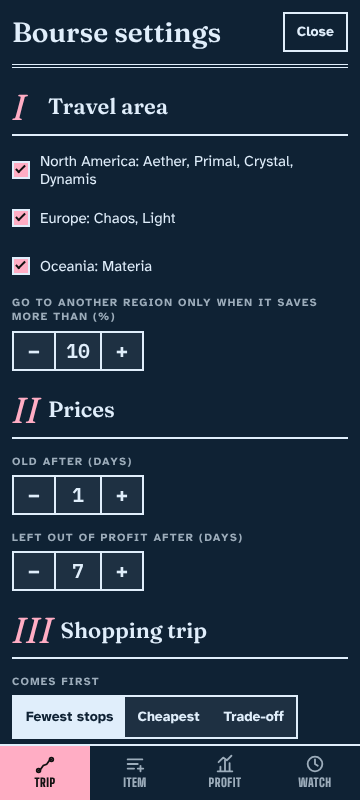 Bourse settings
Close
I Travel area
North America: Aether, Primal, Crystal,
Dynamis
Europe: Chaos, Light
Oceania: Materia
GO TO ANOTHER REGION ONLY WHEN IT SAVES
MORE THAN (%)
− 10 +
II Prices
OLD AFTER (DAYS)
− 1 +
LEFT OUT OF PROFIT AFTER (DAYS)
− 7 +
III Shopping trip
COMES FIRST
Fewest stops Cheapest Trade-off
TRIP ITEM PROFIT WATCH